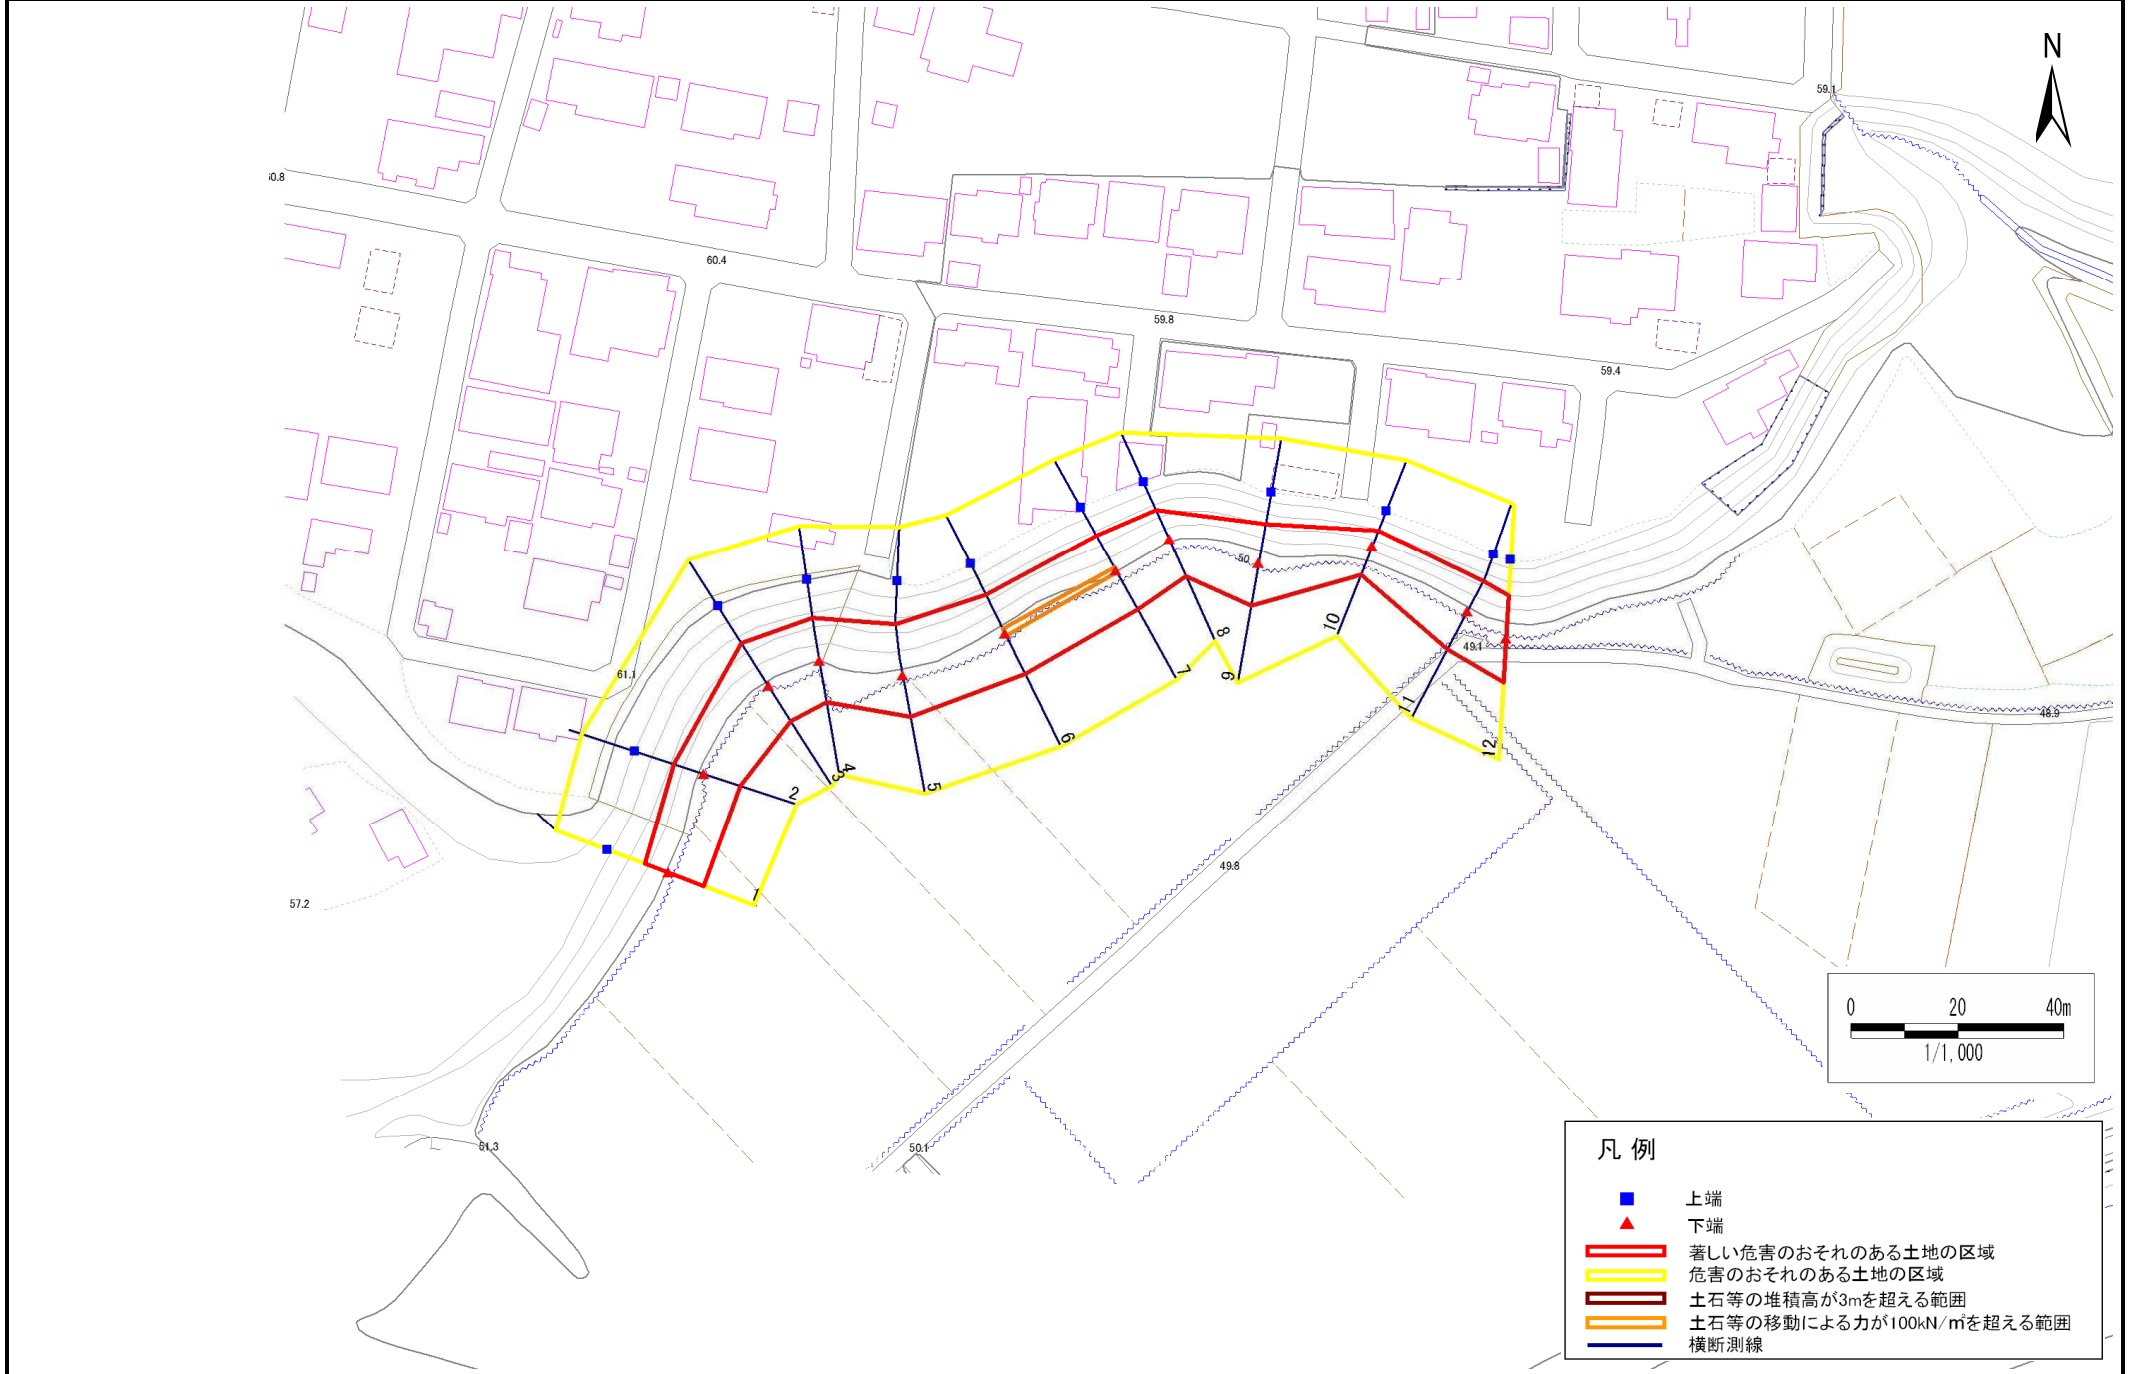 N
59.1
60.8
60.4
59.8
59.4
50
61.1
49.1
48.9
1
2
3
4
5
6
7
8
9
10
11
12
57.2
49.8
51.3
50.1
0 20 40m
1/1,000
凡 例
上端
下端
著しい危害のおそれのある土地の区域
危害のおそれのある土地の区域
土石等の堆積高が3mを超える範囲
土石等の移動による力が100kN/㎡を超える範囲
横断測線